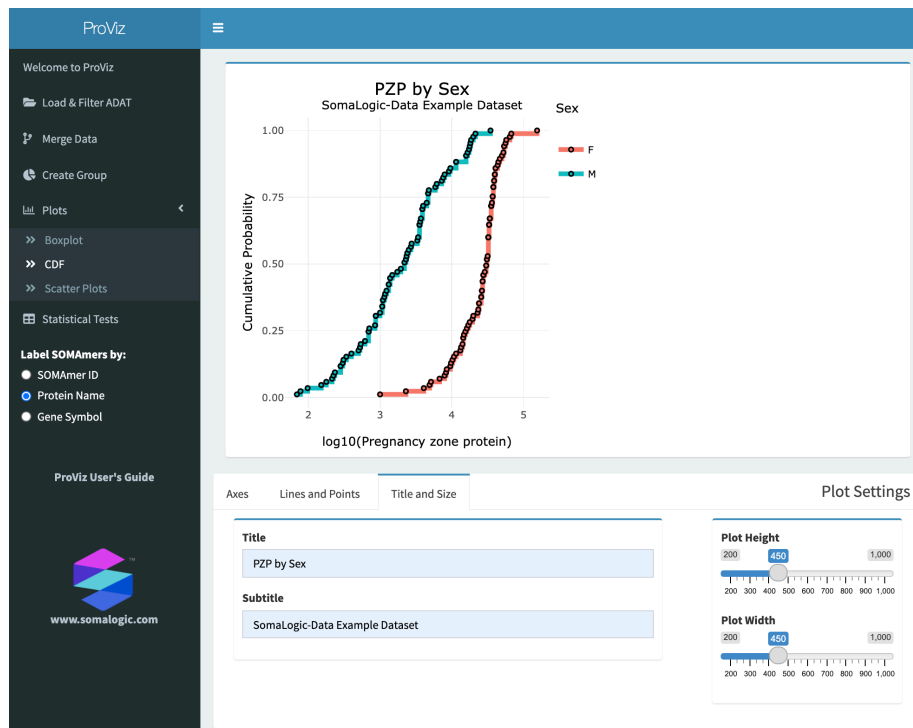 ProViz
Welcome to ProViz
Load & Filter ADAT
Merge Data
Create Group
Plots
Boxplot
CDF
Scatter Plots
Statistical Tests
Label SOMAmers by:
SOMAmer ID
Protein Name
Gene Symbol
ProViz User's Guide
TM
www.somalogic.com
PZP by Sex
SomaLogic-Data Example Dataset
Sex
F
M
Cumulative Probability
1.00
0.75
0.50
0.25
0.00
2 3 4 5
log10(Pregnancy zone protein)
Axes Lines and Points Title and Size Plot Settings
Title
PZP by Sex
Subtitle
SomaLogic-Data Example Dataset
Plot Height
200 450 1,000
200 300 400 500 600 700 800 900 1,000
Plot Width
200 450 1,000
200 300 400 500 600 700 800 900 1,000